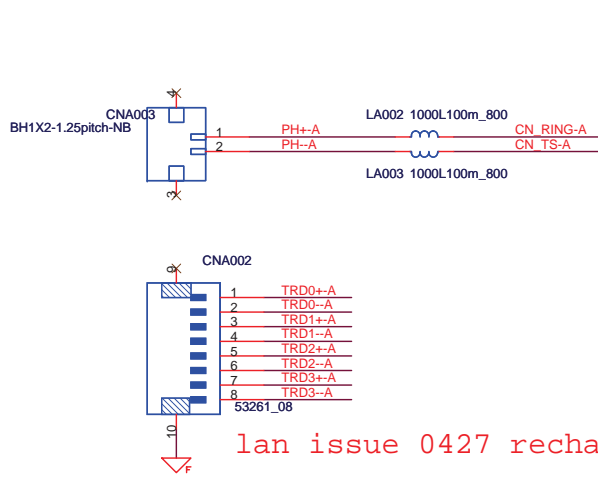 4
CNA003
BH1X2-1.25pitch-NB
1
2
3
PH+-A
PH--A
LA002 1000L100m_800
LA003 1000L100m_800
CN_RING-A
CN_TS-A
CNA002
9
1 TRD0+-A
2 TRD0--A
3 TRD1+-A
4 TRD1--A
5 TRD2+-A
6 TRD2--A
7 TRD3+-A
8 TRD3--A
53261_08
10
F
lan issue 0427 recha